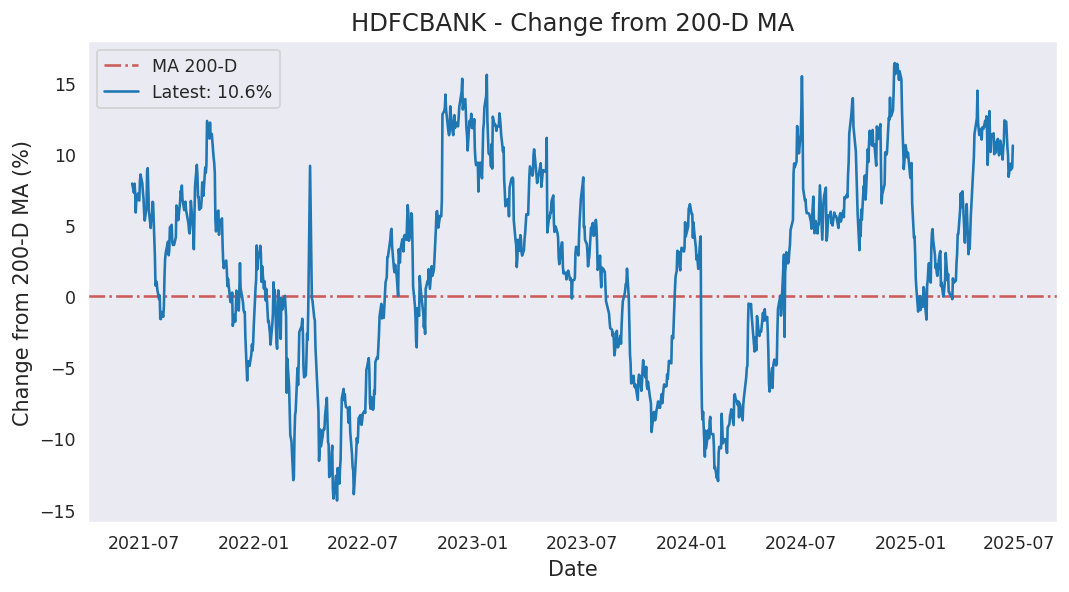 HDFCBANK - Change from 200-D MA
MA 200-D
Latest: 10.6%
Change from 200-D MA (%)
15
10
5
0
−5
−10
−15
2021-07 2022-01 2022-07 2023-01 2023-07 2024-01 2024-07 2025-01 2025-07
Date